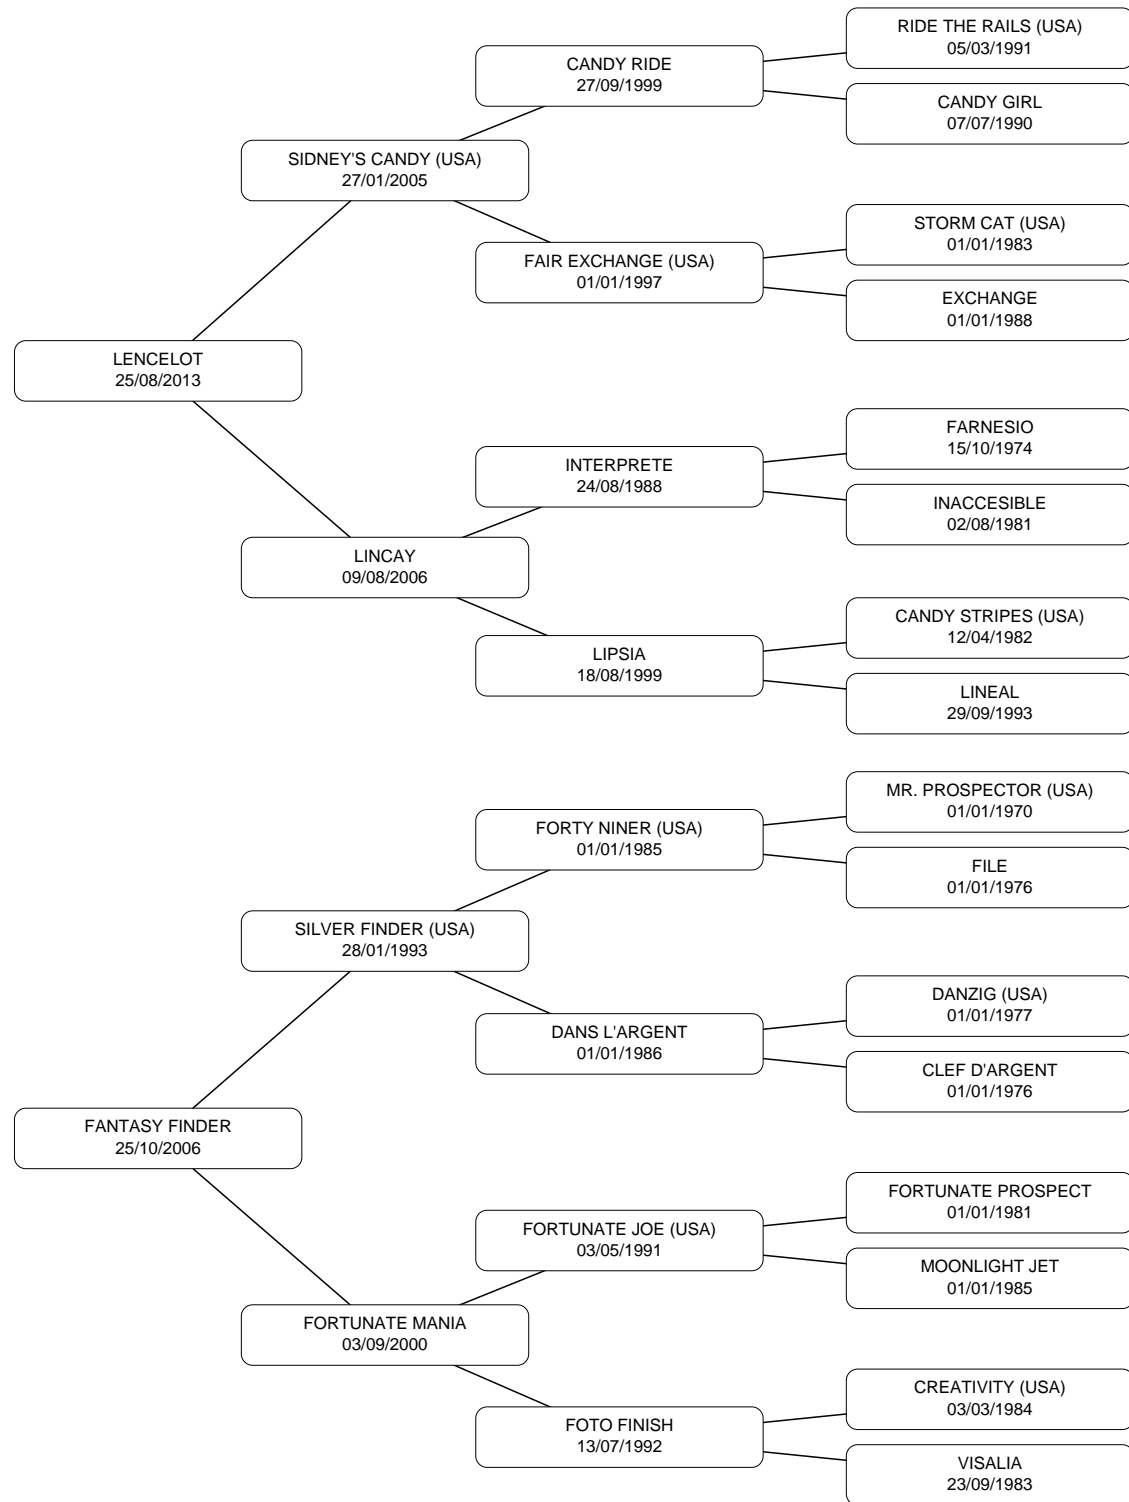 RIDE THE RAILS (USA)
05/03/1991
CANDY RIDE
27/09/1999
CANDY GIRL
07/07/1990
SIDNEY'S CANDY (USA)
27/01/2005
STORM CAT (USA)
01/01/1983
FAIR EXCHANGE (USA)
01/01/1997
EXCHANGE
01/01/1988
LENCELOT
25/08/2013
FARNESIO
15/10/1974
INTERPRETE
24/08/1988
INACCESIBLE
02/08/1981
LINCAY
09/08/2006
CANDY STRIPES (USA)
12/04/1982
LIPSIA
18/08/1999
LINEAL
29/09/1993
MR. PROSPECTOR (USA)
01/01/1970
FORTY NINER (USA)
01/01/1985
FILE
01/01/1976
SILVER FINDER (USA)
28/01/1993
DANZIG (USA)
01/01/1977
DANS L'ARGENT
01/01/1986
CLEF D'ARGENT
01/01/1976
FANTASY FINDER
25/10/2006
FORTUNATE PROSPECT
01/01/1981
FORTUNATE JOE (USA)
03/05/1991
MOONLIGHT JET
01/01/1985
FORTUNATE MANIA
03/09/2000
CREATIVITY (USA)
03/03/1984
FOTO FINISH
13/07/1992
VISALIA
23/09/1983